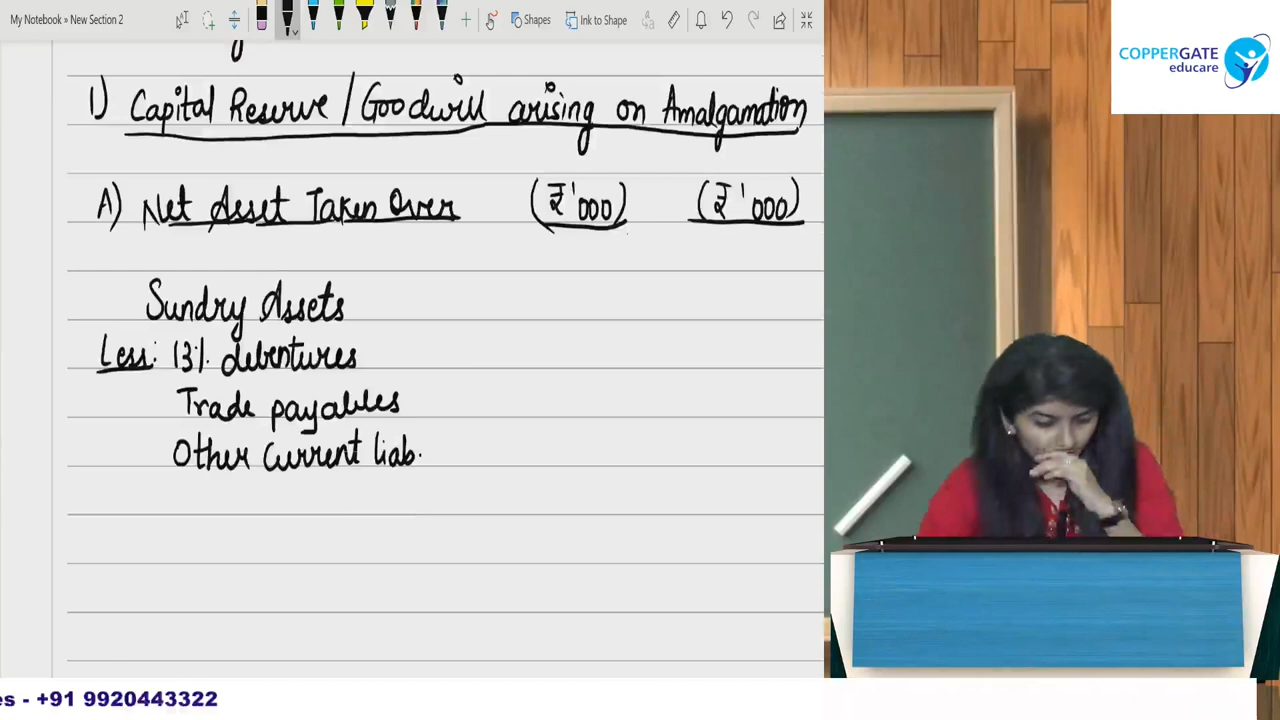 My Notebook » New Section 2
Shapes
Ink to Shape
COPPERGATE
educare
1) Capital Reserve / Goodwill arising on Amalgamation
A) Net Asset Taken Over (₹'000) (₹'000)
Sundry Assets
Less: 13% debentures
Trade payables
Other Current liab.
es - +91 9920443322